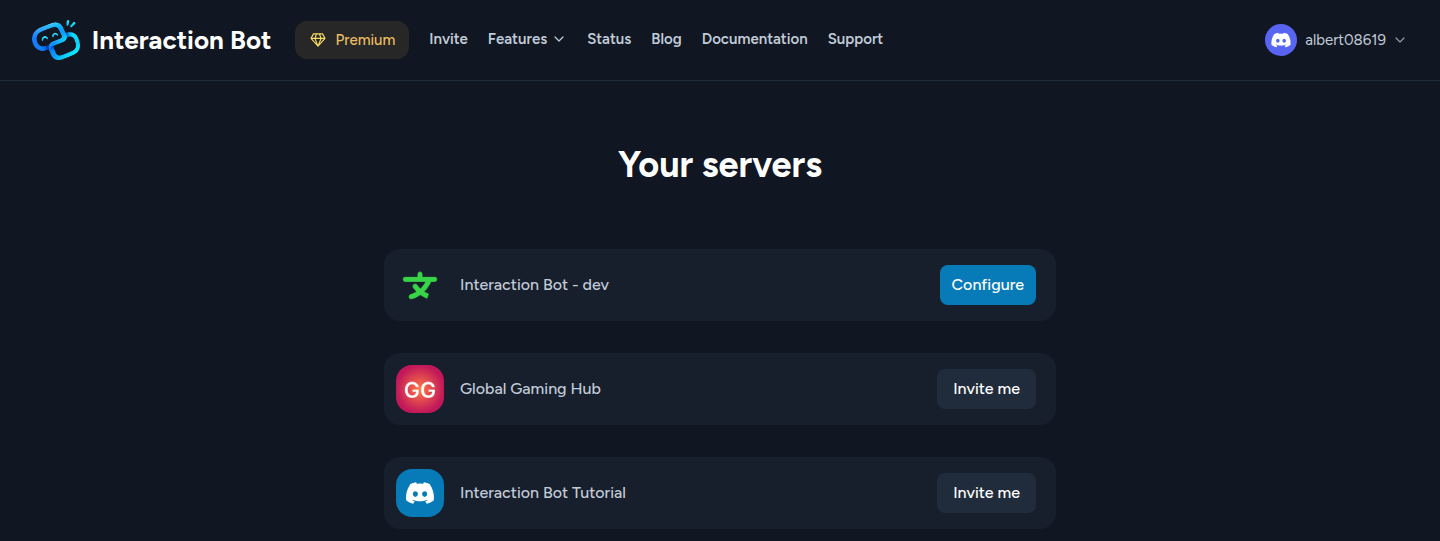 Interaction Bot Premium Invite Features Status Blog Documentation Support albert08619
Your servers
Interaction Bot - dev Configure
GG Global Gaming Hub Invite me
Interaction Bot Tutorial Invite me